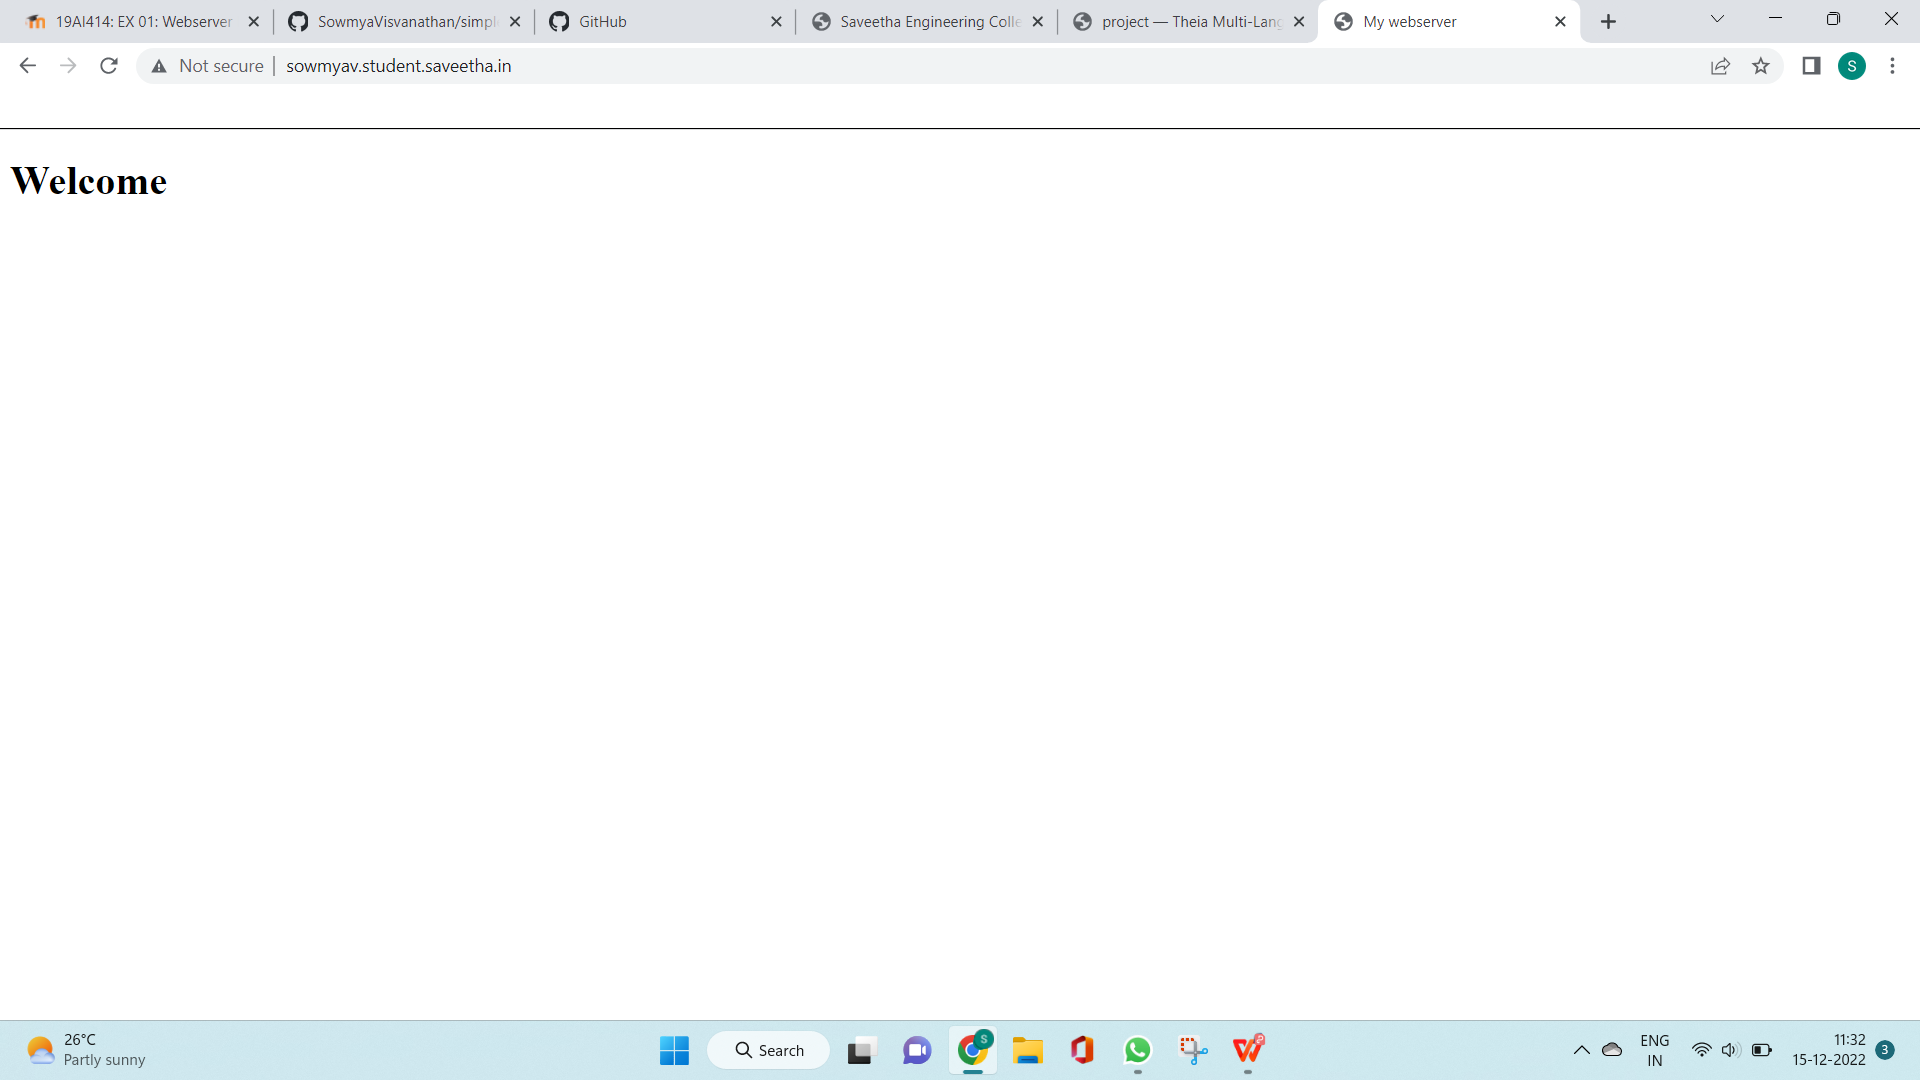 19AI414: EX 01: Webserver
SowmyaVisvanathan/simpl
GitHub
Saveetha Engineering Colle
project — Theia Multi-Lang
My webserver
Not secure
sowmyav.student.saveetha.in
S
Welcome
26°C
Partly sunny
Search
S
ENG
IN
11:32
15-12-2022
3